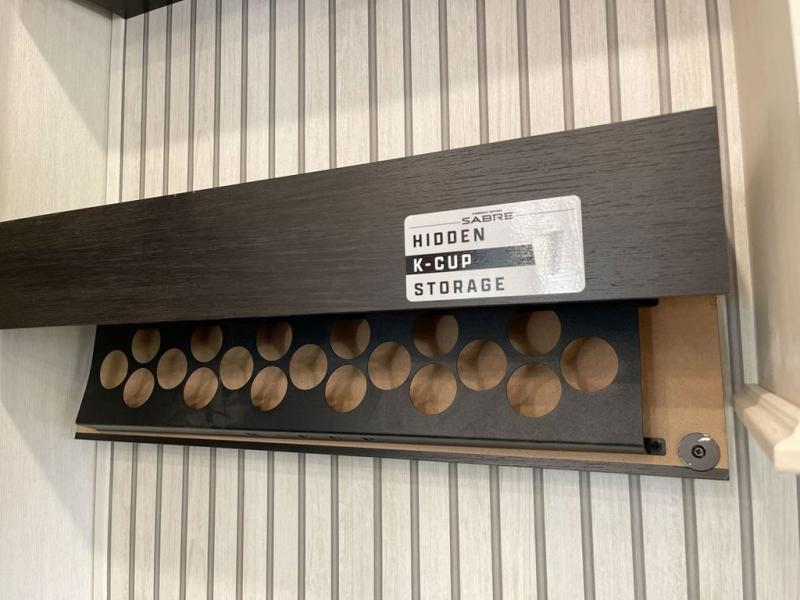 SABRE
HIDDEN
K-CUP
STORAGE